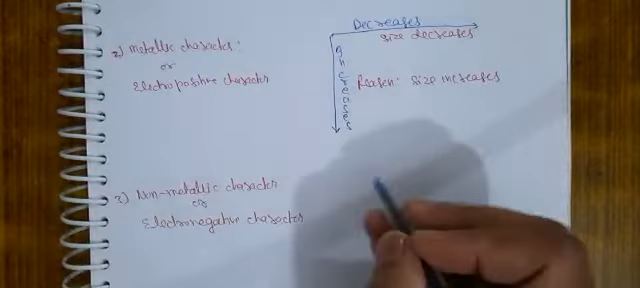 Decreases
size decreases
2) Metallic character:
or
Electropositive character
Increases
Reason: Size increases
3) Non-metallic character
or
Electronegative character